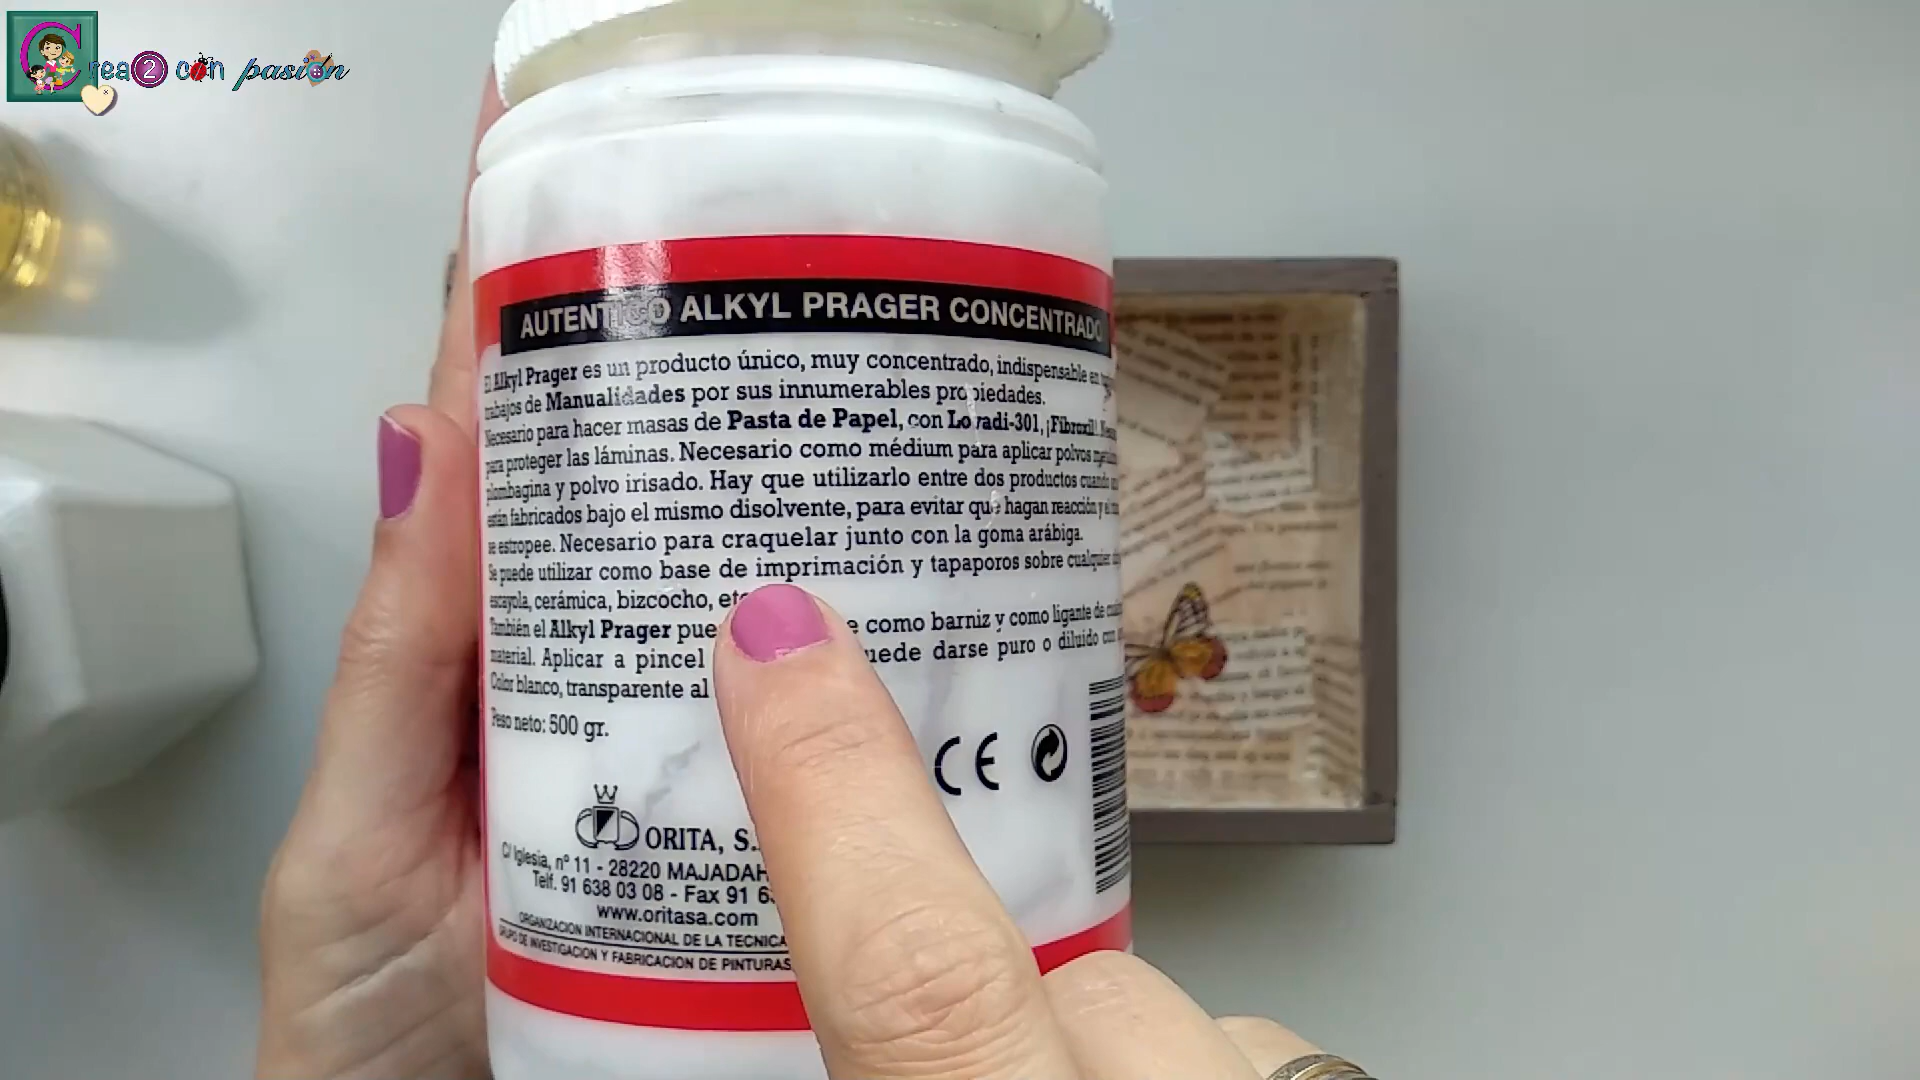 Crea2 con pasión
AUTENTICO ALKYL PRAGER CONCENTRADO
El Alkyl Prager es un producto único, muy concentrado, indispensable en
trabajos de Manualidades por sus innumerables propiedades.
Necesario para hacer masas de Pasta de Papel, con Loradi-301, ¡Fibroxil!
para proteger las láminas. Necesario como médium para aplicar polvos
plombagina y polvo irisado. Hay que utilizarlo entre dos productos cuando
están fabricados bajo el mismo disolvente, para evitar que hagan reacción y
se estropee. Necesario para craquelar junto con la goma arábiga.
Se puede utilizar como base de imprimación y tapaporos sobre cualquier
escayola, cerámica, bizcocho, etc
También el Alkyl Prager como barniz y como ligante de
material. Aplicar a pincel puede darse puro o diluido con
Color blanco, transparente al
Peso neto: 500 gr.
CE
ORITA, S.
C/ Iglesia, nº 11 - 28220 MAJADAH
Telf. 91 638 03 08 - Fax 91 63
www.oritasa.com
ORGANIZACION INTERNACIONAL DE LA TECNICA
GRUPO DE INVESTIGACION Y FABRICACION DE PINTURAS